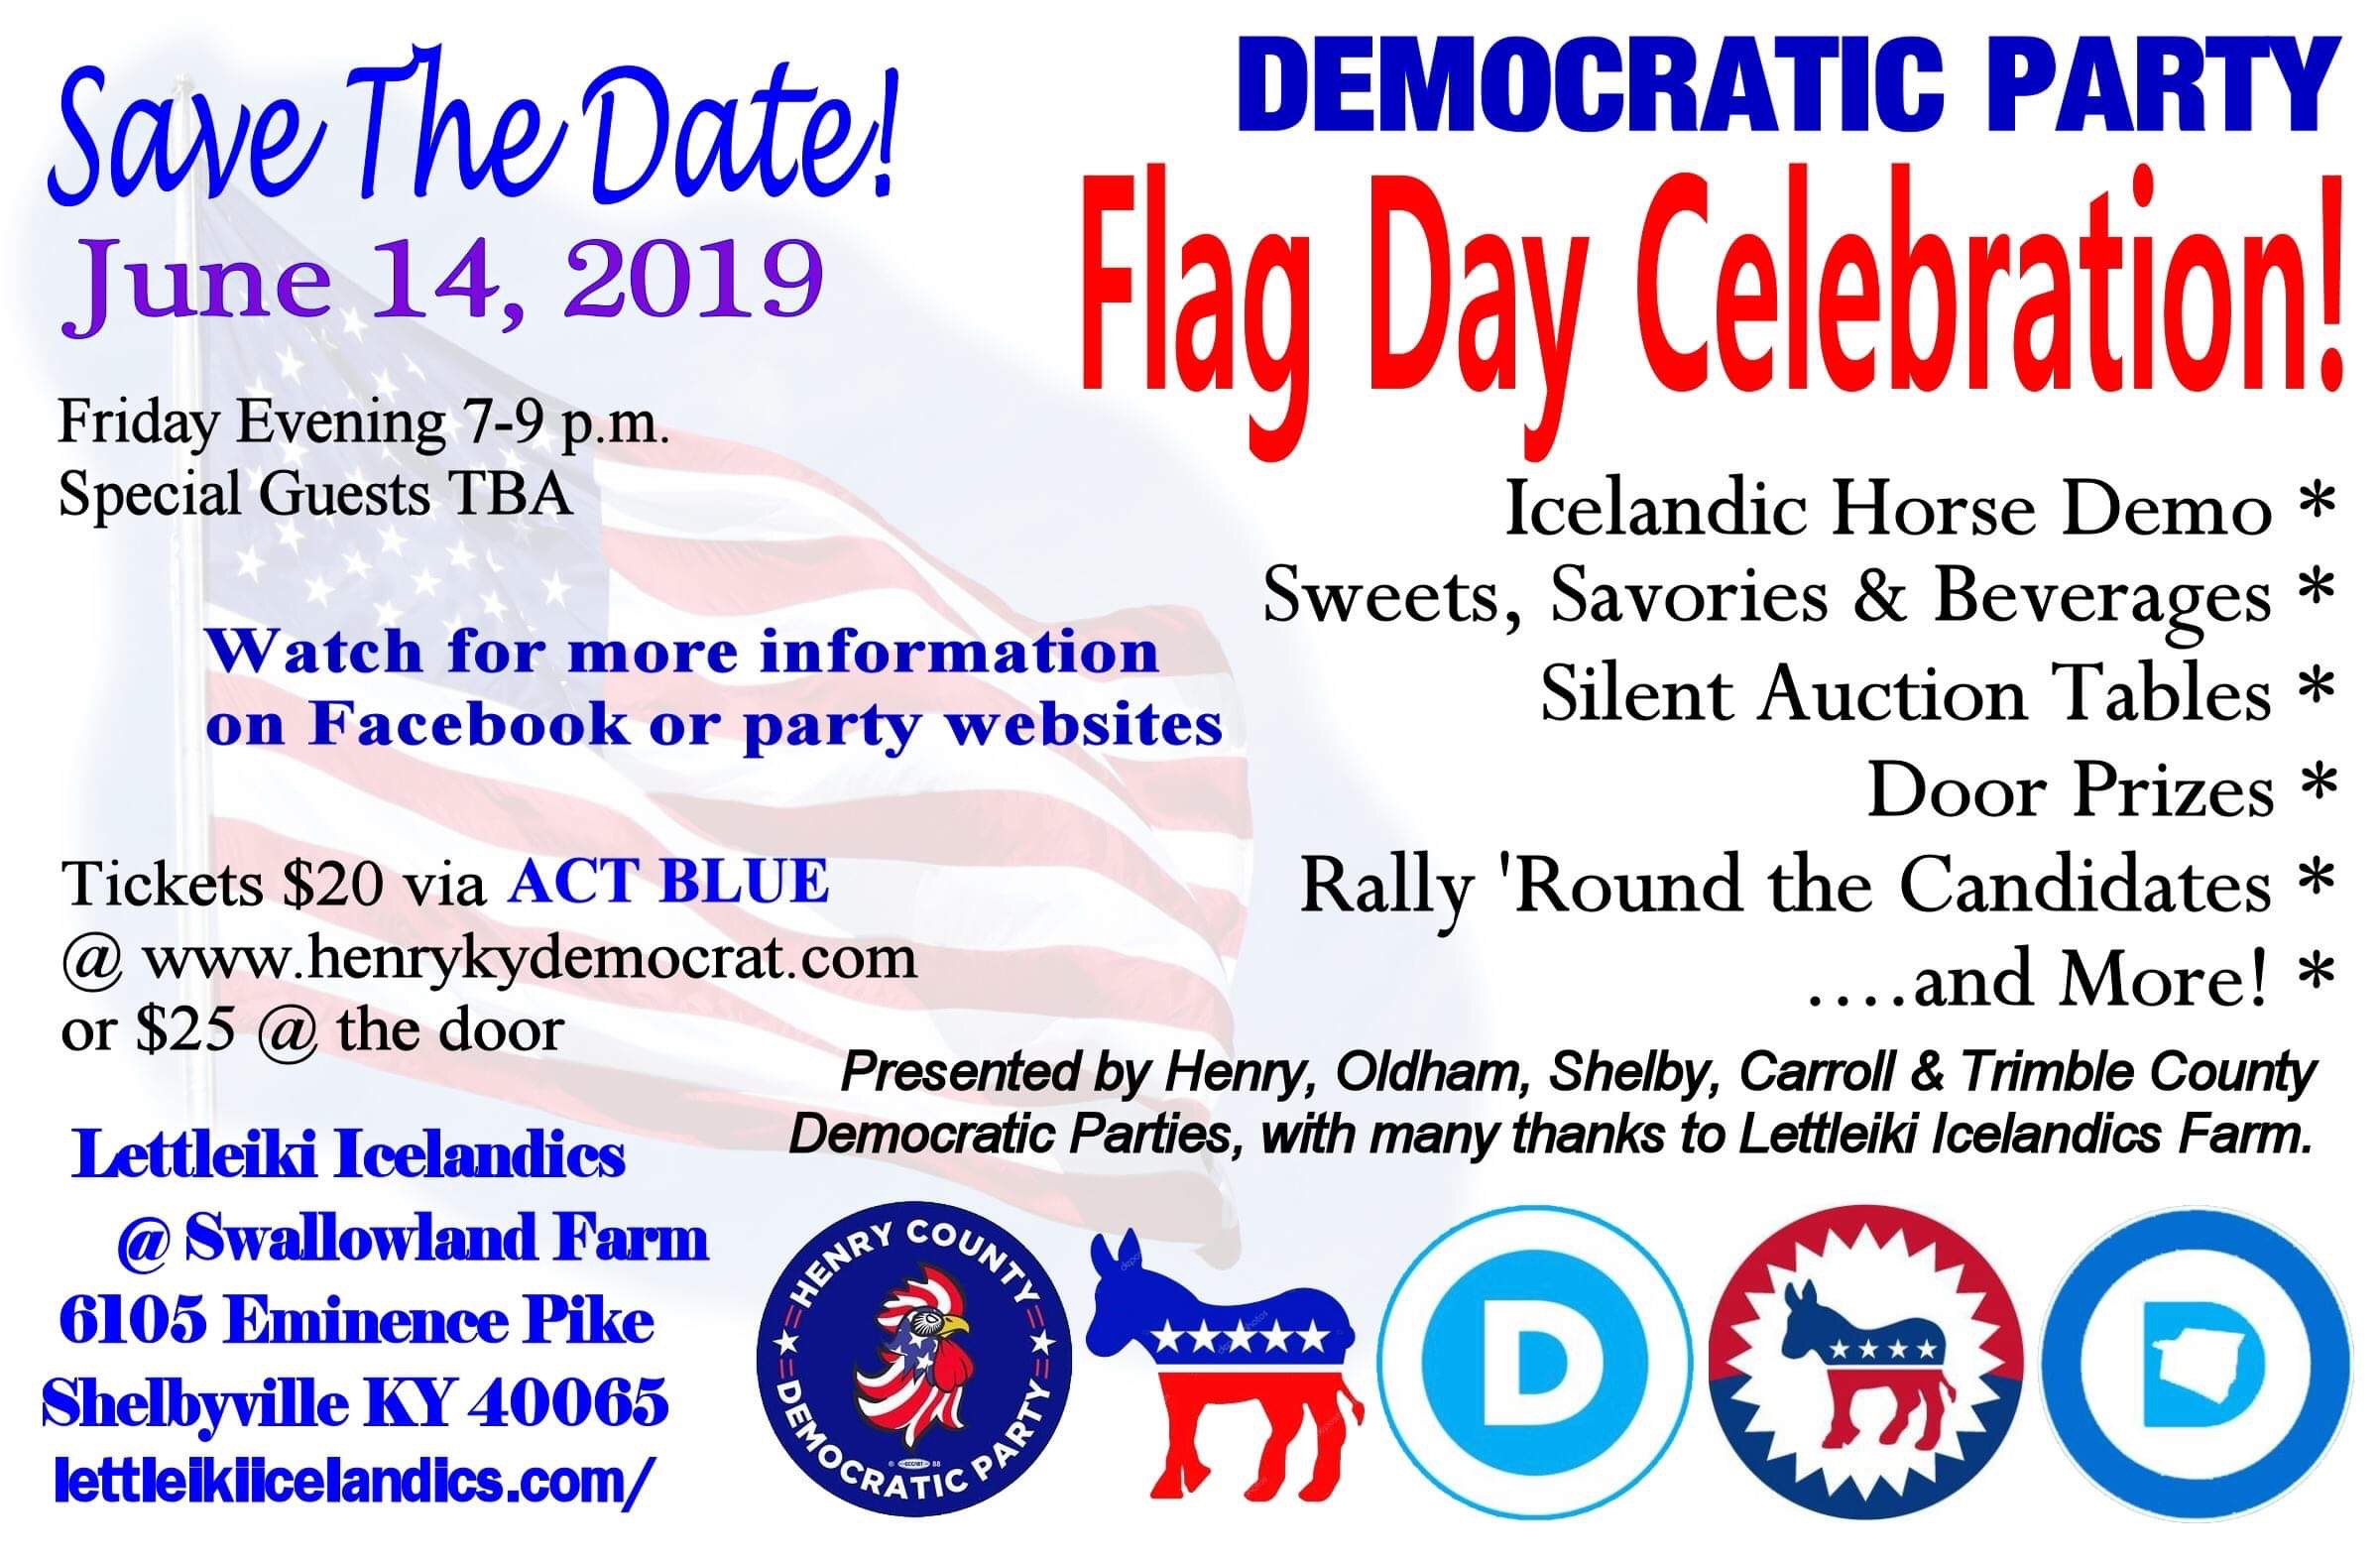 Save The Date!
June 14, 2019
Friday Evening 7-9 p.m.
Special Guests TBA
Watch for more information
on Facebook or party websites
Tickets $20 via ACT BLUE
@ www.henrykydemocrat.com
or $25 @ the door
Lettleiki Icelandics
@ Swallowland Farm
6105 Eminence Pike
Shelbyville KY 40065
lettleikiicelandics.com/
DEMOCRATIC PARTY
Flag Day Celebration!
Icelandic Horse Demo *
Sweets, Savories & Beverages *
Silent Auction Tables *
Door Prizes *
Rally 'Round the Candidates *
....and More! *
Presented by Henry, Oldham, Shelby, Carroll & Trimble County
Democratic Parties, with many thanks to Lettleiki Icelandics Farm.
HENRY COUNTY
DEMOCRATIC PARTY
D
D